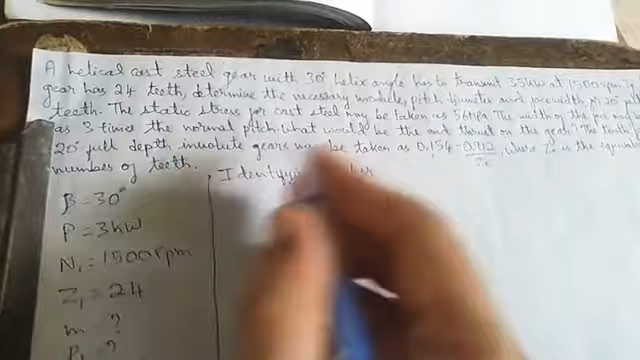 A helical cast steel gear with 30° helix angle has to transmit 35kW at 1500rpm. If
gear has 24 teeth, determine the necessary module, pitch diameter and face width for 20° full
teeth. The static stress for cast steel may be taken as 56MPa. The width of the face may
as 3 times the normal pitch. What would be the end thrust on the gear? The tooth
20° full depth involute gears may be taken as 0.154 - 0.912/Ze, where Ze is the equivale
number of teeth.
Identifying
β = 30°
P = 3kW
N₁ = 1500rpm
Z₁ = 24
m = ?
P = ?